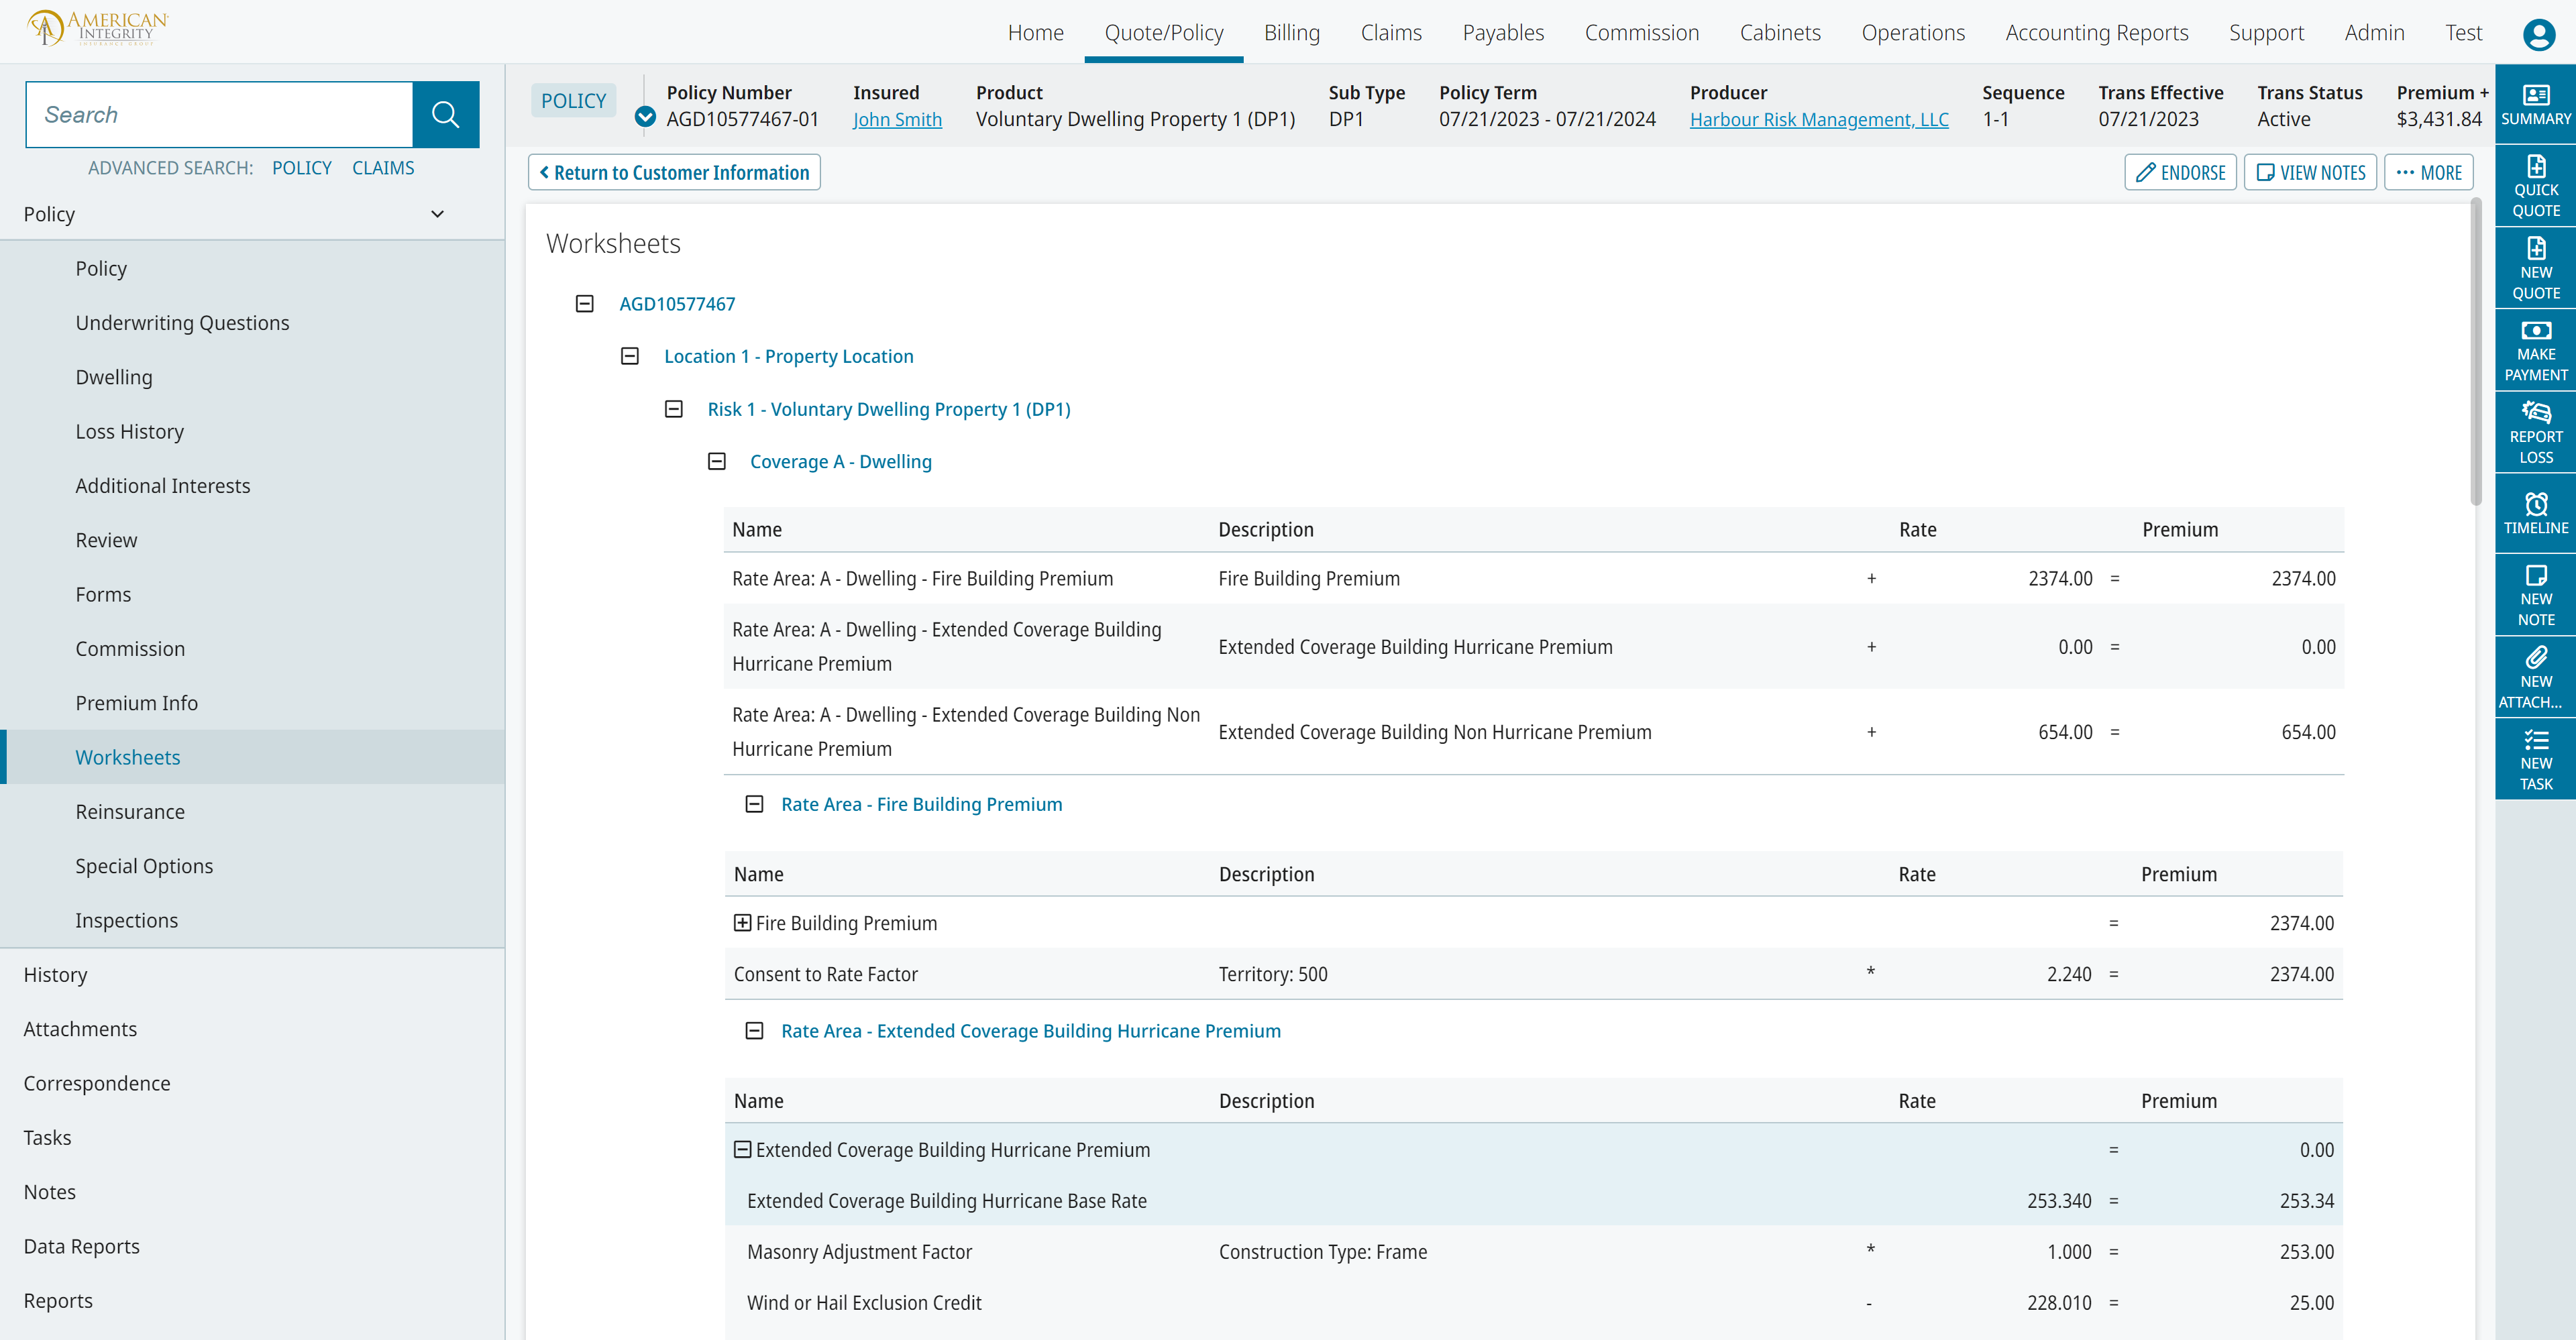 AMERICAN
INTEGRITY
INSURANCE GROUP
Home Quote/Policy Billing Claims Payables Commission Cabinets Operations Accounting Reports Support Admin Test
Search
ADVANCED SEARCH: POLICY CLAIMS
Policy
Policy
Underwriting Questions
Dwelling
Loss History
Additional Interests
Review
Forms
Commission
Premium Info
Worksheets
Reinsurance
Special Options
Inspections
History
Attachments
Correspondence
Tasks
Notes
Data Reports
Reports
POLICY
Policy Number Insured Product Sub Type Policy Term Producer Sequence Trans Effective Trans Status Premium +
AGD10577467-01 John Smith Voluntary Dwelling Property 1 (DP1) DP1 07/21/2023 - 07/21/2024 Harbour Risk Management, LLC 1-1 07/21/2023 Active $3,431.84
Return to Customer Information
ENDORSE VIEW NOTES ••• MORE
Worksheets
AGD10577467
Location 1 - Property Location
Risk 1 - Voluntary Dwelling Property 1 (DP1)
Coverage A - Dwelling
Name Description Rate Premium
Rate Area: A - Dwelling - Fire Building Premium Fire Building Premium + 2374.00 = 2374.00
Rate Area: A - Dwelling - Extended Coverage Building
Hurricane Premium Extended Coverage Building Hurricane Premium + 0.00 = 0.00
Rate Area: A - Dwelling - Extended Coverage Building Non
Hurricane Premium Extended Coverage Building Non Hurricane Premium + 654.00 = 654.00
Rate Area - Fire Building Premium
Name Description Rate Premium
Fire Building Premium = 2374.00
Consent to Rate Factor Territory: 500 * 2.240 = 2374.00
Rate Area - Extended Coverage Building Hurricane Premium
Name Description Rate Premium
Extended Coverage Building Hurricane Premium = 0.00
Extended Coverage Building Hurricane Base Rate 253.340 = 253.34
Masonry Adjustment Factor Construction Type: Frame * 1.000 = 253.00
Wind or Hail Exclusion Credit - 228.010 = 25.00
SUMMARY
QUICK
QUOTE
NEW
QUOTE
MAKE
PAYMENT
REPORT
LOSS
TIMELINE
NEW
NOTE
NEW
ATTACH...
NEW
TASK